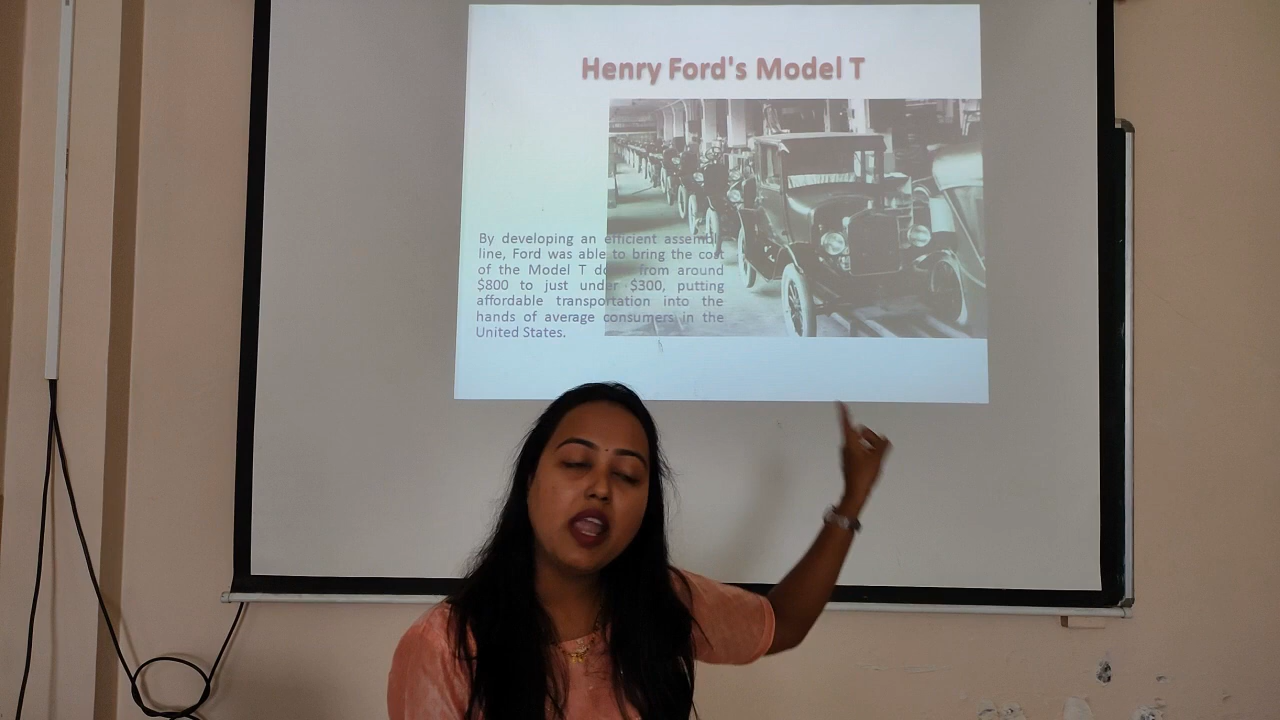 Henry Ford's Model T
By developing an efficient assembly
line, Ford was able to bring the cost
of the Model T from around
$800 to just under $300, putting
affordable transportation into the
hands of average consumers in the
United States.